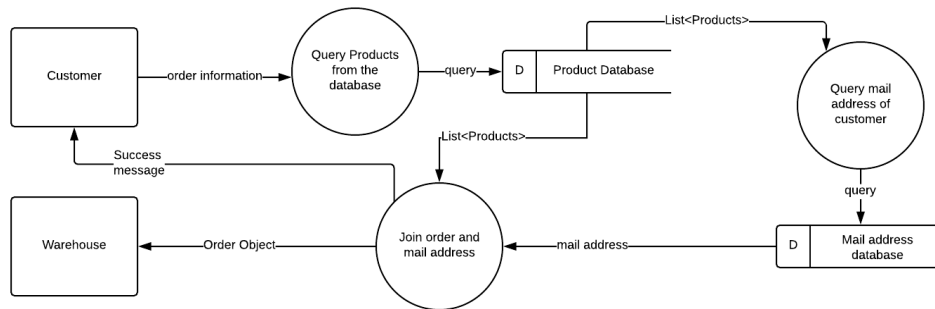 List<Products>
Customer
order information
Query Products
from the
database
query
D
Product Database
Query mail
address of
customer
List<Products>
Success
message
query
Warehouse
Order Object
Join order and
mail address
mail address
D
Mail address
database